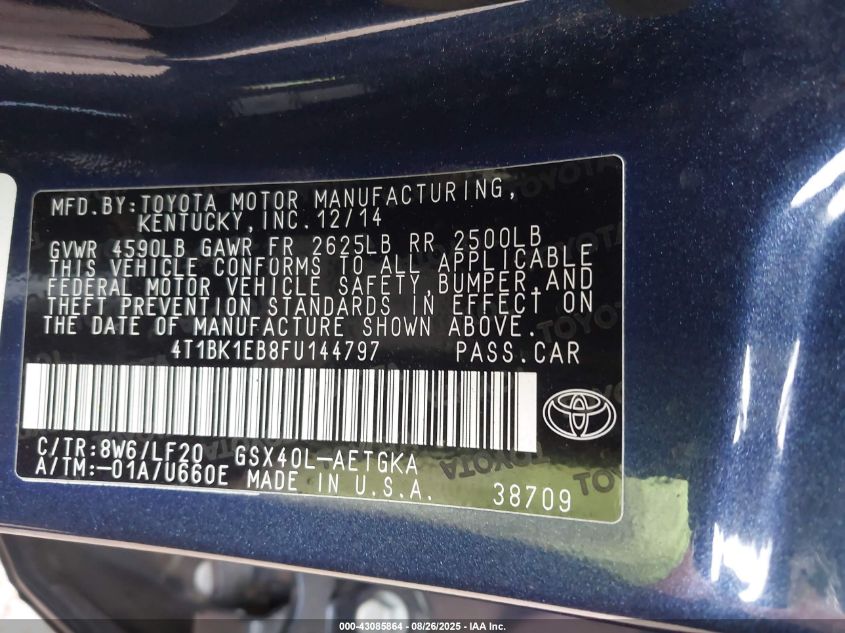 MFD.BY:TOYOTA MOTOR MANUFACTURING,
KENTUCKY,INC.12/14
GVWR 4590LB GAWR FR 2625LB RR 2500LB
THIS VEHICLE CONFORMS TO ALL APPLICABLE
FEDERAL MOTOR VEHICLE SAFETY,BUMPER,AND
THEFT PREVENTION STANDARDS IN EFFECT ON
THE DATE OF MANUFACTURE SHOWN ABOVE.
4T1BK1EB8FU144797 PASS.CAR
C/TR:8W6/LF20 GSX40L-AETGKA
A/TM:-01A/U660E MADE IN U.S.A. 38709
000-43085864 - 08/26/2025 - IAA Inc.